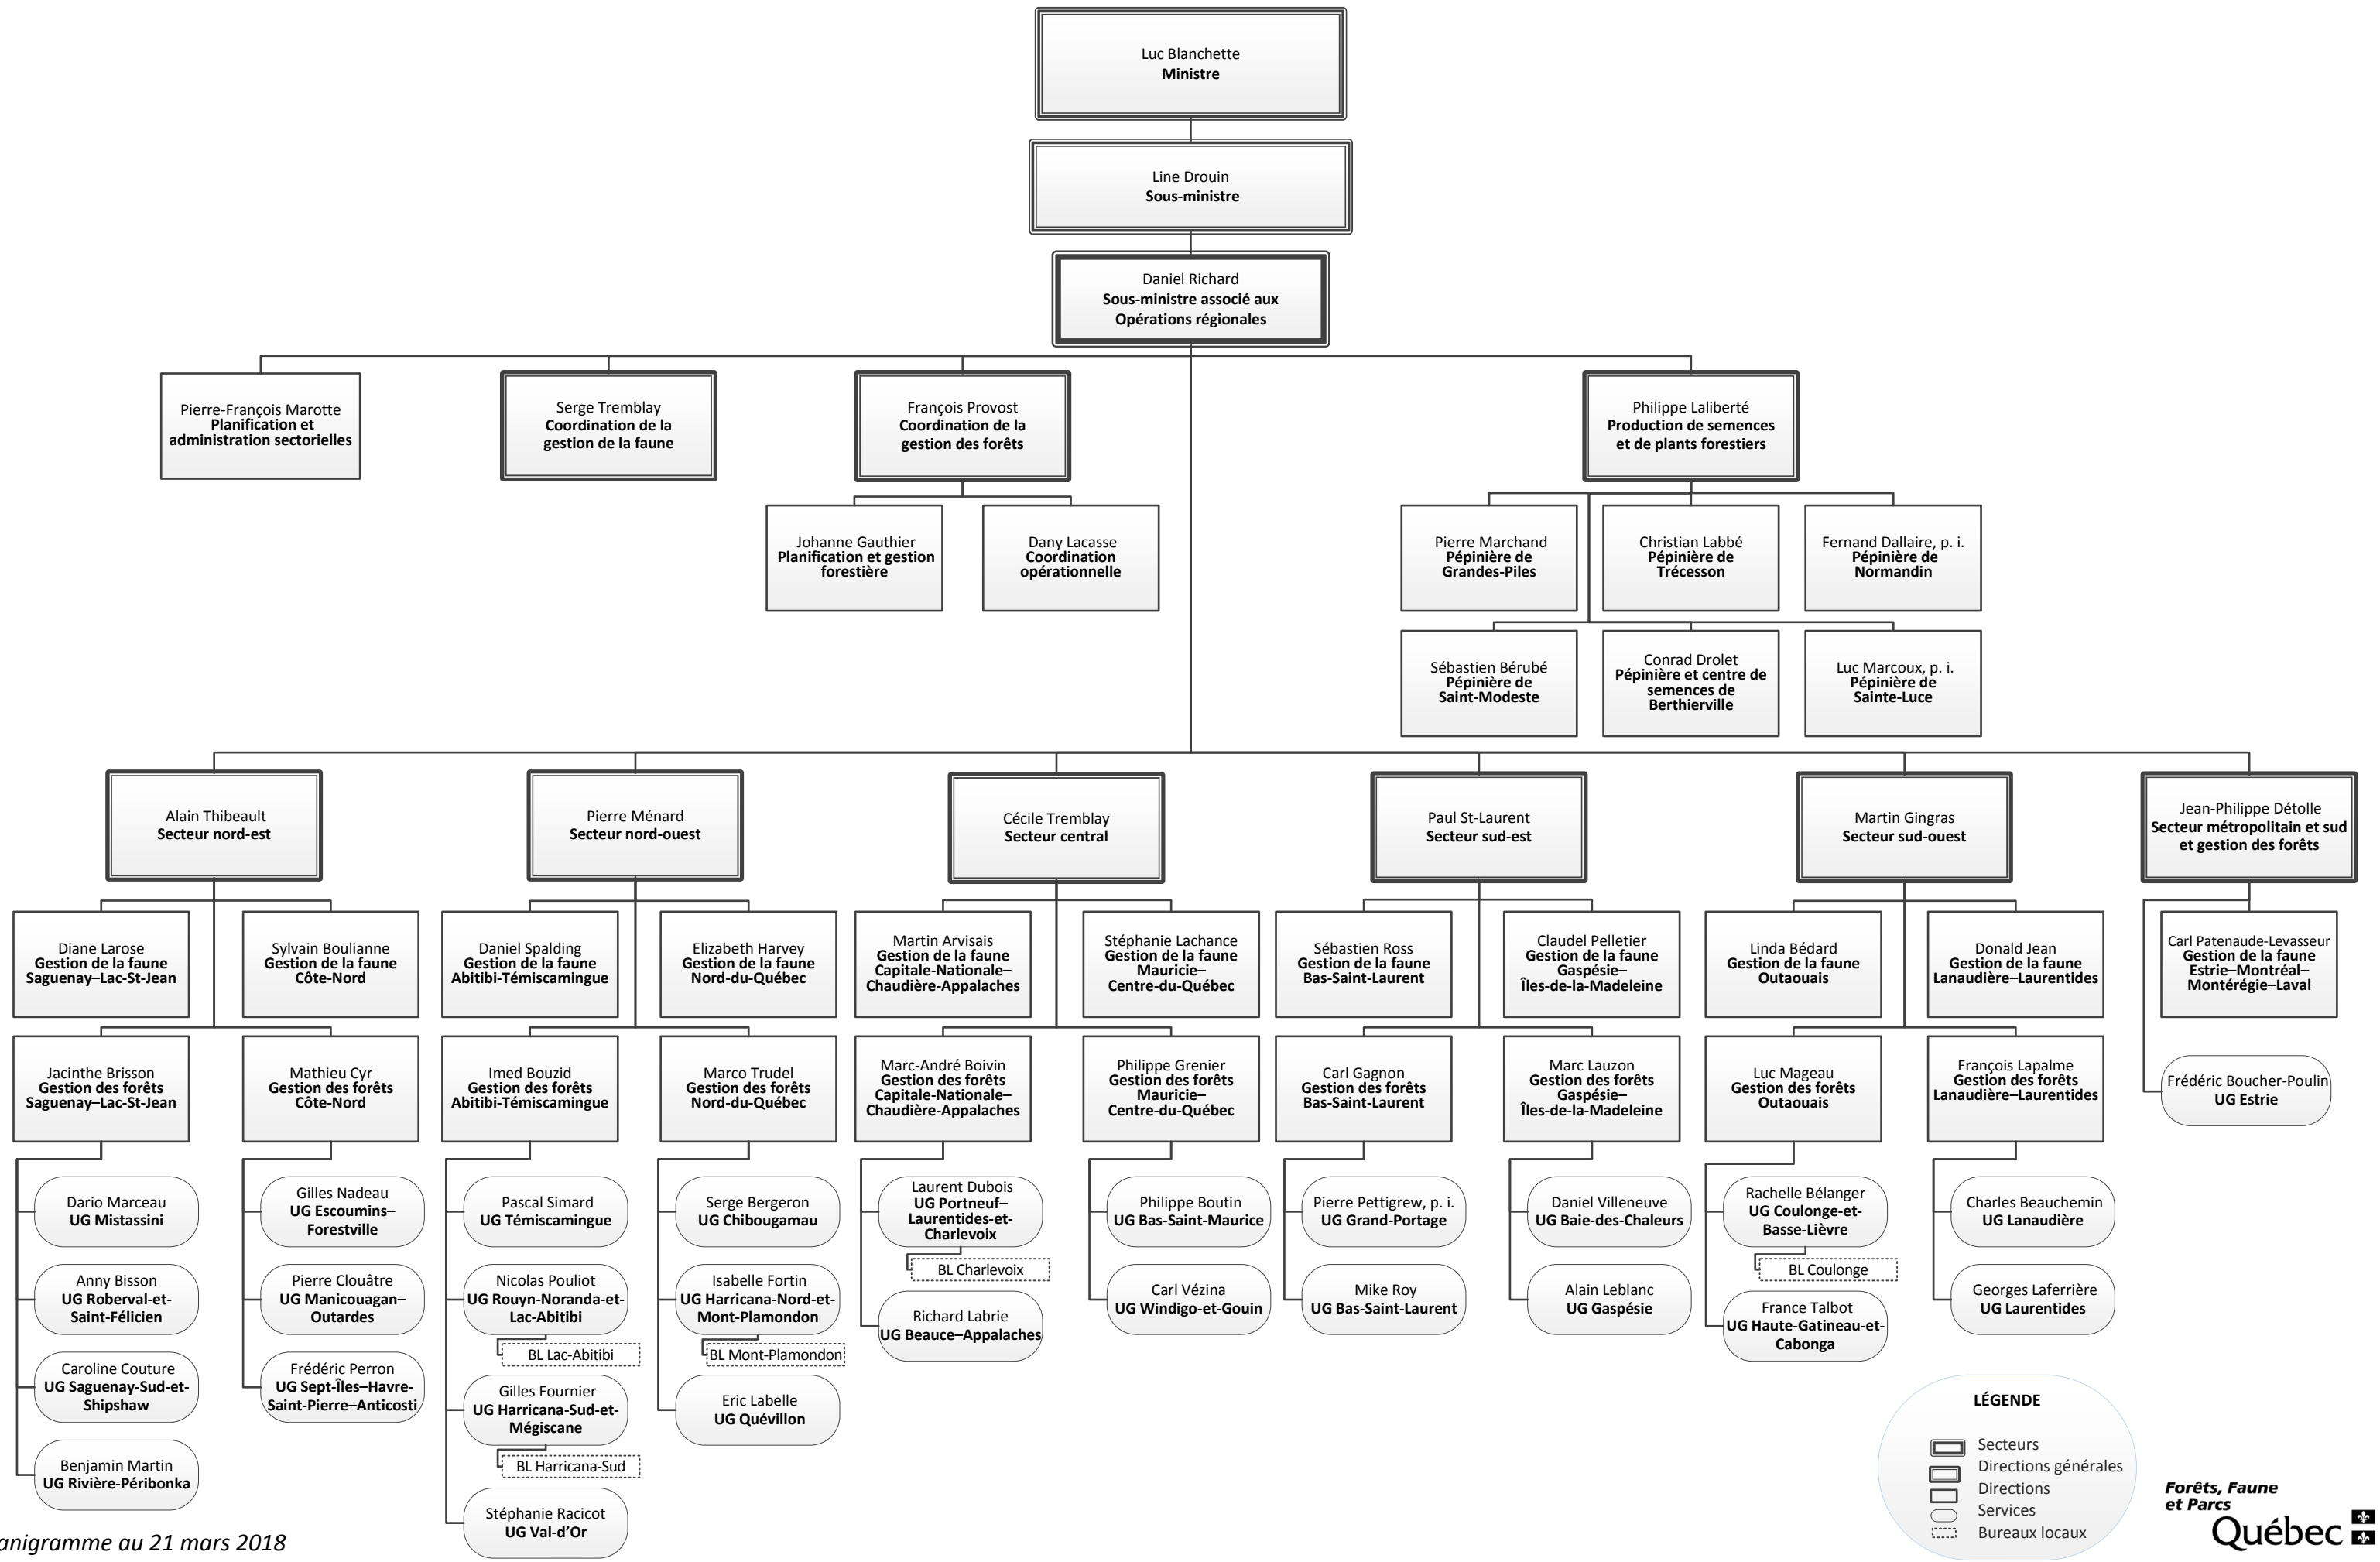 Luc Blanchette
Ministre
Line Drouin
Sous-ministre
Daniel Richard
Sous-ministre associé aux
Opérations régionales
Pierre-François Marotte
Planification et
administration sectorielles
Serge Tremblay
Coordination de la
gestion de la faune
François Provost
Coordination de la
gestion des forêts
Philippe Laliberté
Production de semences
et de plants forestiers
Johanne Gauthier
Planification et gestion
forestière
Dany Lacasse
Coordination
opérationnelle
Pierre Marchand
Pépinière de
Grandes-Piles
Christian Labbé
Pépinière de
Trécesson
Fernand Dallaire, p. i.
Pépinière de
Normandin
Sébastien Bérubé
Pépinière de
Saint-Modeste
Conrad Drolet
Pépinière et centre de
semences de
Berthierville
Luc Marcoux, p. i.
Pépinière de
Sainte-Luce
Alain Thibeault
Secteur nord-est
Pierre Ménard
Secteur nord-ouest
Cécile Tremblay
Secteur central
Paul St-Laurent
Secteur sud-est
Martin Gingras
Secteur sud-ouest
Jean-Philippe Détolle
Secteur métropolitain et sud
et gestion des forêts
Diane Larose
Gestion de la faune
Saguenay–Lac-St-Jean
Sylvain Boulianne
Gestion de la faune
Côte-Nord
Daniel Spalding
Gestion de la faune
Abitibi-Témiscamingue
Elizabeth Harvey
Gestion de la faune
Nord-du-Québec
Martin Arvisais
Gestion de la faune
Capitale-Nationale–
Chaudière-Appalaches
Stéphanie Lachance
Gestion de la faune
Mauricie–
Centre-du-Québec
Sébastien Ross
Gestion de la faune
Bas-Saint-Laurent
Claudel Pelletier
Gestion de la faune
Gaspésie–
Îles-de-la-Madeleine
Linda Bédard
Gestion de la faune
Outaouais
Donald Jean
Gestion de la faune
Lanaudière–Laurentides
Carl Patenaude-Levasseur
Gestion de la faune
Estrie–Montréal–
Montérégie–Laval
Jacinthe Brisson
Gestion des forêts
Saguenay–Lac-St-Jean
Mathieu Cyr
Gestion des forêts
Côte-Nord
Imed Bouzid
Gestion des forêts
Abitibi-Témiscamingue
Marco Trudel
Gestion des forêts
Nord-du-Québec
Marc-André Boivin
Gestion des forêts
Capitale-Nationale–
Chaudière-Appalaches
Philippe Grenier
Gestion des forêts
Mauricie–
Centre-du-Québec
Carl Gagnon
Gestion des forêts
Bas-Saint-Laurent
Marc Lauzon
Gestion des forêts
Gaspésie–
Îles-de-la-Madeleine
Luc Mageau
Gestion des forêts
Outaouais
François Lapalme
Gestion des forêts
Lanaudière–Laurentides
Frédéric Boucher-Poulin
UG Estrie
Dario Marceau
UG Mistassini
Anny Bisson
UG Roberval-et-
Saint-Félicien
Caroline Couture
UG Saguenay-Sud-et-
Shipshaw
Benjamin Martin
UG Rivière-Péribonka
Gilles Nadeau
UG Escoumins–
Forestville
Pierre Clouâtre
UG Manicouagan–
Outardes
Frédéric Perron
UG Sept-Îles–Havre-
Saint-Pierre–Anticosti
Pascal Simard
UG Témiscamingue
Nicolas Pouliot
UG Rouyn-Noranda-et-
Lac-Abitibi
BL Lac-Abitibi
Gilles Fournier
UG Harricana-Sud-et-
Mégiscane
BL Harricana-Sud
Stéphanie Racicot
UG Val-d’Or
Serge Bergeron
UG Chibougamau
Isabelle Fortin
UG Harricana-Nord-et-
Mont-Plamondon
BL Mont-Plamondon
Eric Labelle
UG Quévillon
Laurent Dubois
UG Portneuf–
Laurentides-et-
Charlevoix
BL Charlevoix
Richard Labrie
UG Beauce–Appalaches
Philippe Boutin
UG Bas-Saint-Maurice
Carl Vézina
UG Windigo-et-Gouin
Pierre Pettigrew, p. i.
UG Grand-Portage
Mike Roy
UG Bas-Saint-Laurent
Daniel Villeneuve
UG Baie-des-Chaleurs
Alain Leblanc
UG Gaspésie
Rachelle Bélanger
UG Coulonge-et-
Basse-Lièvre
BL Coulonge
France Talbot
UG Haute-Gatineau-et-
Cabonga
Charles Beauchemin
UG Lanaudière
Georges Laferrière
UG Laurentides
LÉGENDE
Secteurs
Directions générales
Directions
Services
Bureaux locaux
anigramme au 21 mars 2018
Forêts, Faune
et Parcs
Québec